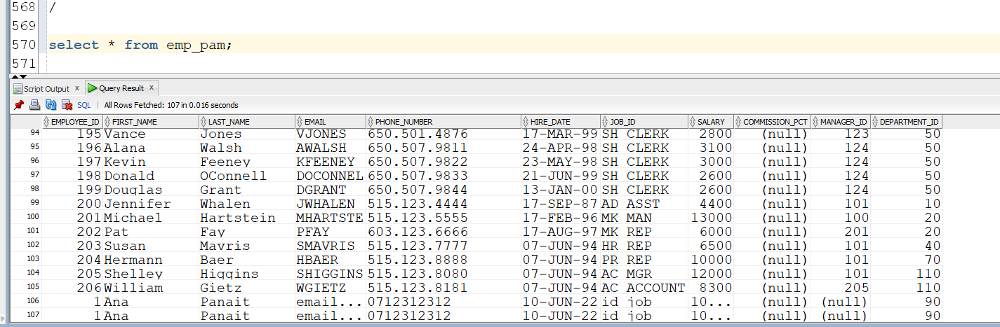 568 /
569
570 select * from emp_pam;
571
Script Output x Query Result x
SQL | All Rows Fetched: 107 in 0.016 seconds
EMPLOYEE_ID FIRST_NAME LAST_NAME EMAIL PHONE_NUMBER HIRE_DATE JOB_ID SALARY COMMISSION_PCT MANAGER_ID DEPARTMENT_ID
94 195 Vance Jones VJONES 650.501.4876 17-MAR-99 SH CLERK 2800 (null) 123 50
95 196 Alana Walsh AWALSH 650.507.9811 24-APR-98 SH CLERK 3100 (null) 124 50
96 197 Kevin Feeney KFEENEY 650.507.9822 23-MAY-98 SH CLERK 3000 (null) 124 50
97 198 Donald OConnell DOCONNEL 650.507.9833 21-JUN-99 SH CLERK 2600 (null) 124 50
98 199 Douglas Grant DGRANT 650.507.9844 13-JAN-00 SH CLERK 2600 (null) 124 50
99 200 Jennifer Whalen JWHALEN 515.123.4444 17-SEP-87 AD ASST 4400 (null) 101 10
100 201 Michael Hartstein MHARTSTE 515.123.5555 17-FEB-96 MK MAN 13000 (null) 100 20
101 202 Pat Fay PFAY 603.123.6666 17-AUG-97 MK REP 6000 (null) 201 20
102 203 Susan Mavris SMAVRIS 515.123.7777 07-JUN-94 HR REP 6500 (null) 101 40
103 204 Hermann Baer HBAER 515.123.8888 07-JUN-94 PR REP 10000 (null) 101 70
104 205 Shelley Higgins SHIGGINS 515.123.8080 07-JUN-94 AC MGR 12000 (null) 101 110
105 206 William Gietz WGIETZ 515.123.8181 07-JUN-94 AC ACCOUNT 8300 (null) 205 110
106 1 Ana Panait email... 0712312312 10-JUN-22 id job 10... (null) (null) 90
107 1 Ana Panait email... 0712312312 10-JUN-22 id job 10... (null) (null) 90